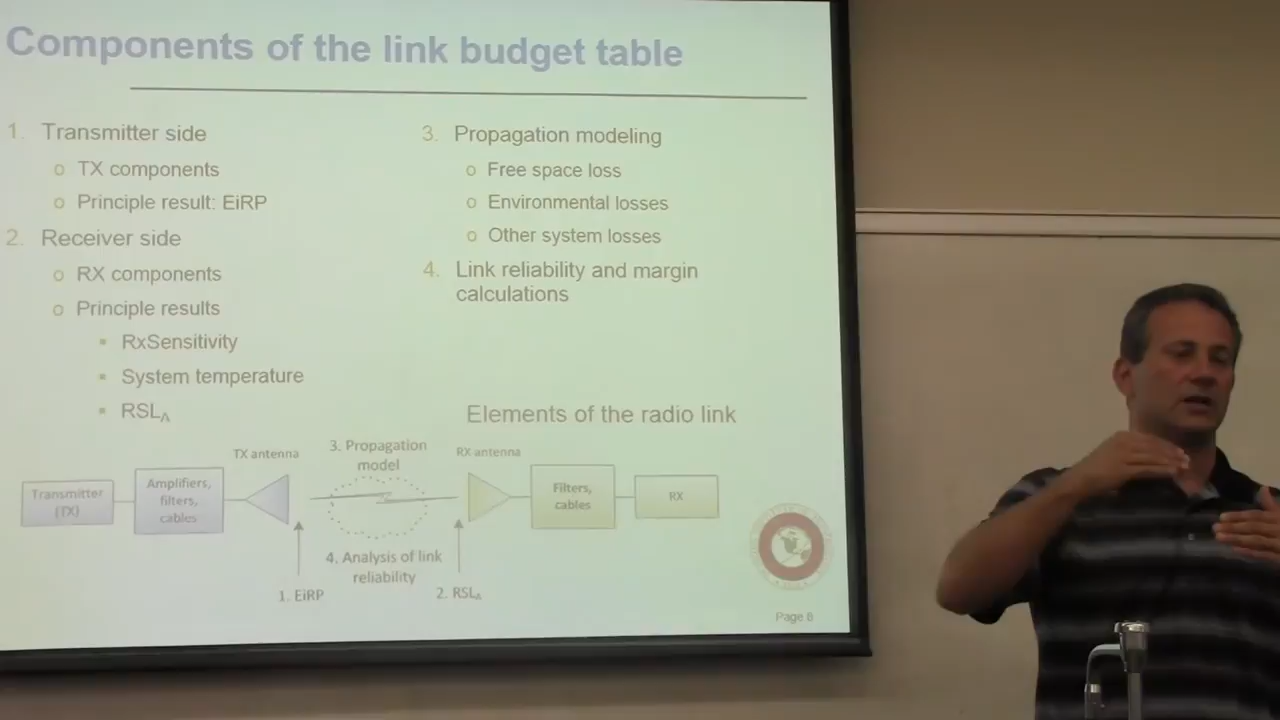 Components of the link budget table
1. Transmitter side
o TX components
o Principle result: EiRP
2. Receiver side
o RX components
o Principle results
▪ RxSensitivity
▪ System temperature
▪ RSLA
3. Propagation modeling
o Free space loss
o Environmental losses
o Other system losses
4. Link reliability and margin
calculations
Elements of the radio link
Transmitter
(TX)
Amplifiers,
filters,
cables
TX antenna
3. Propagation
model
RX antenna
Filters,
cables
RX
4. Analysis of link
reliability
1. EiRP
2. RSLA
Page 6